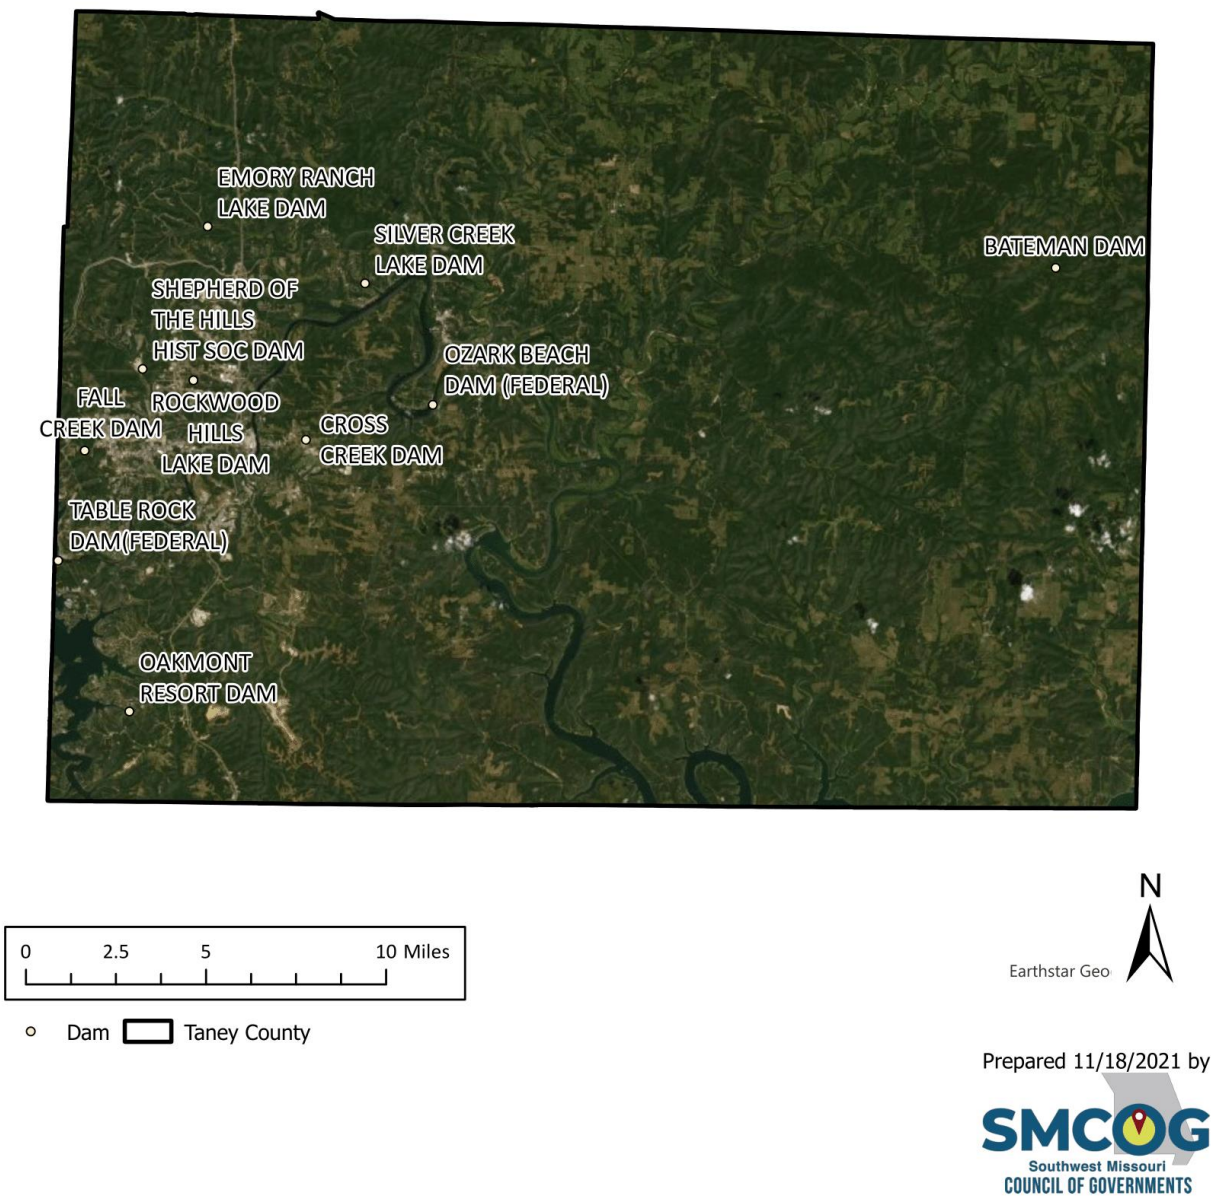 EMORY RANCH
LAKE DAM
SILVER CREEK
LAKE DAM
BATEMAN DAM
SHEPHERD OF
THE HILLS
HIST SOC DAM
OZARK BEACH
DAM (FEDERAL)
FALL
CREEK DAM
ROCKWOOD
HILLS
LAKE DAM
CROSS
CREEK DAM
TABLE ROCK
DAM(FEDERAL)
OAKMONT
RESORT DAM
N
0 2.5 5 10 Miles
Earthstar Geo
Dam Taney County
Prepared 11/18/2021 by
SMCOG
Southwest Missouri
COUNCIL OF GOVERNMENTS